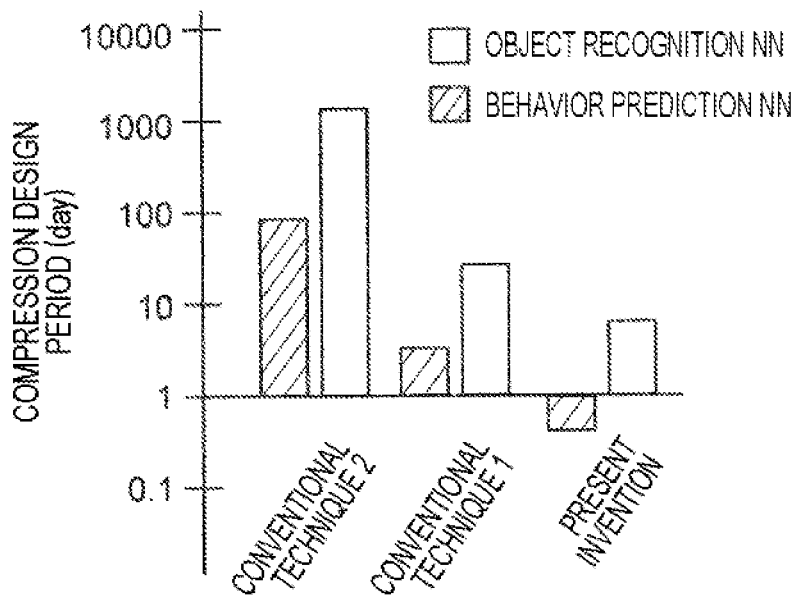 10000
1000
100
10
1
0.1
COMPRESSION DESIGN
PERIOD (day)
OBJECT RECOGNITION NN
BEHAVIOR PREDICTION NN
CONVENTIONAL
TECHNIQUE 2
CONVENTIONAL
TECHNIQUE 1
PRESENT
INVENTION